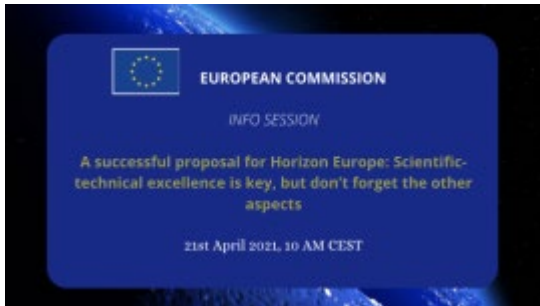 EUROPEAN COMMISSION
INFO SESSION
A successful proposal for Horizon Europe: Scientific-
technical excellence is key, but don't forget the other
aspects
21st April 2021, 10 AM CEST